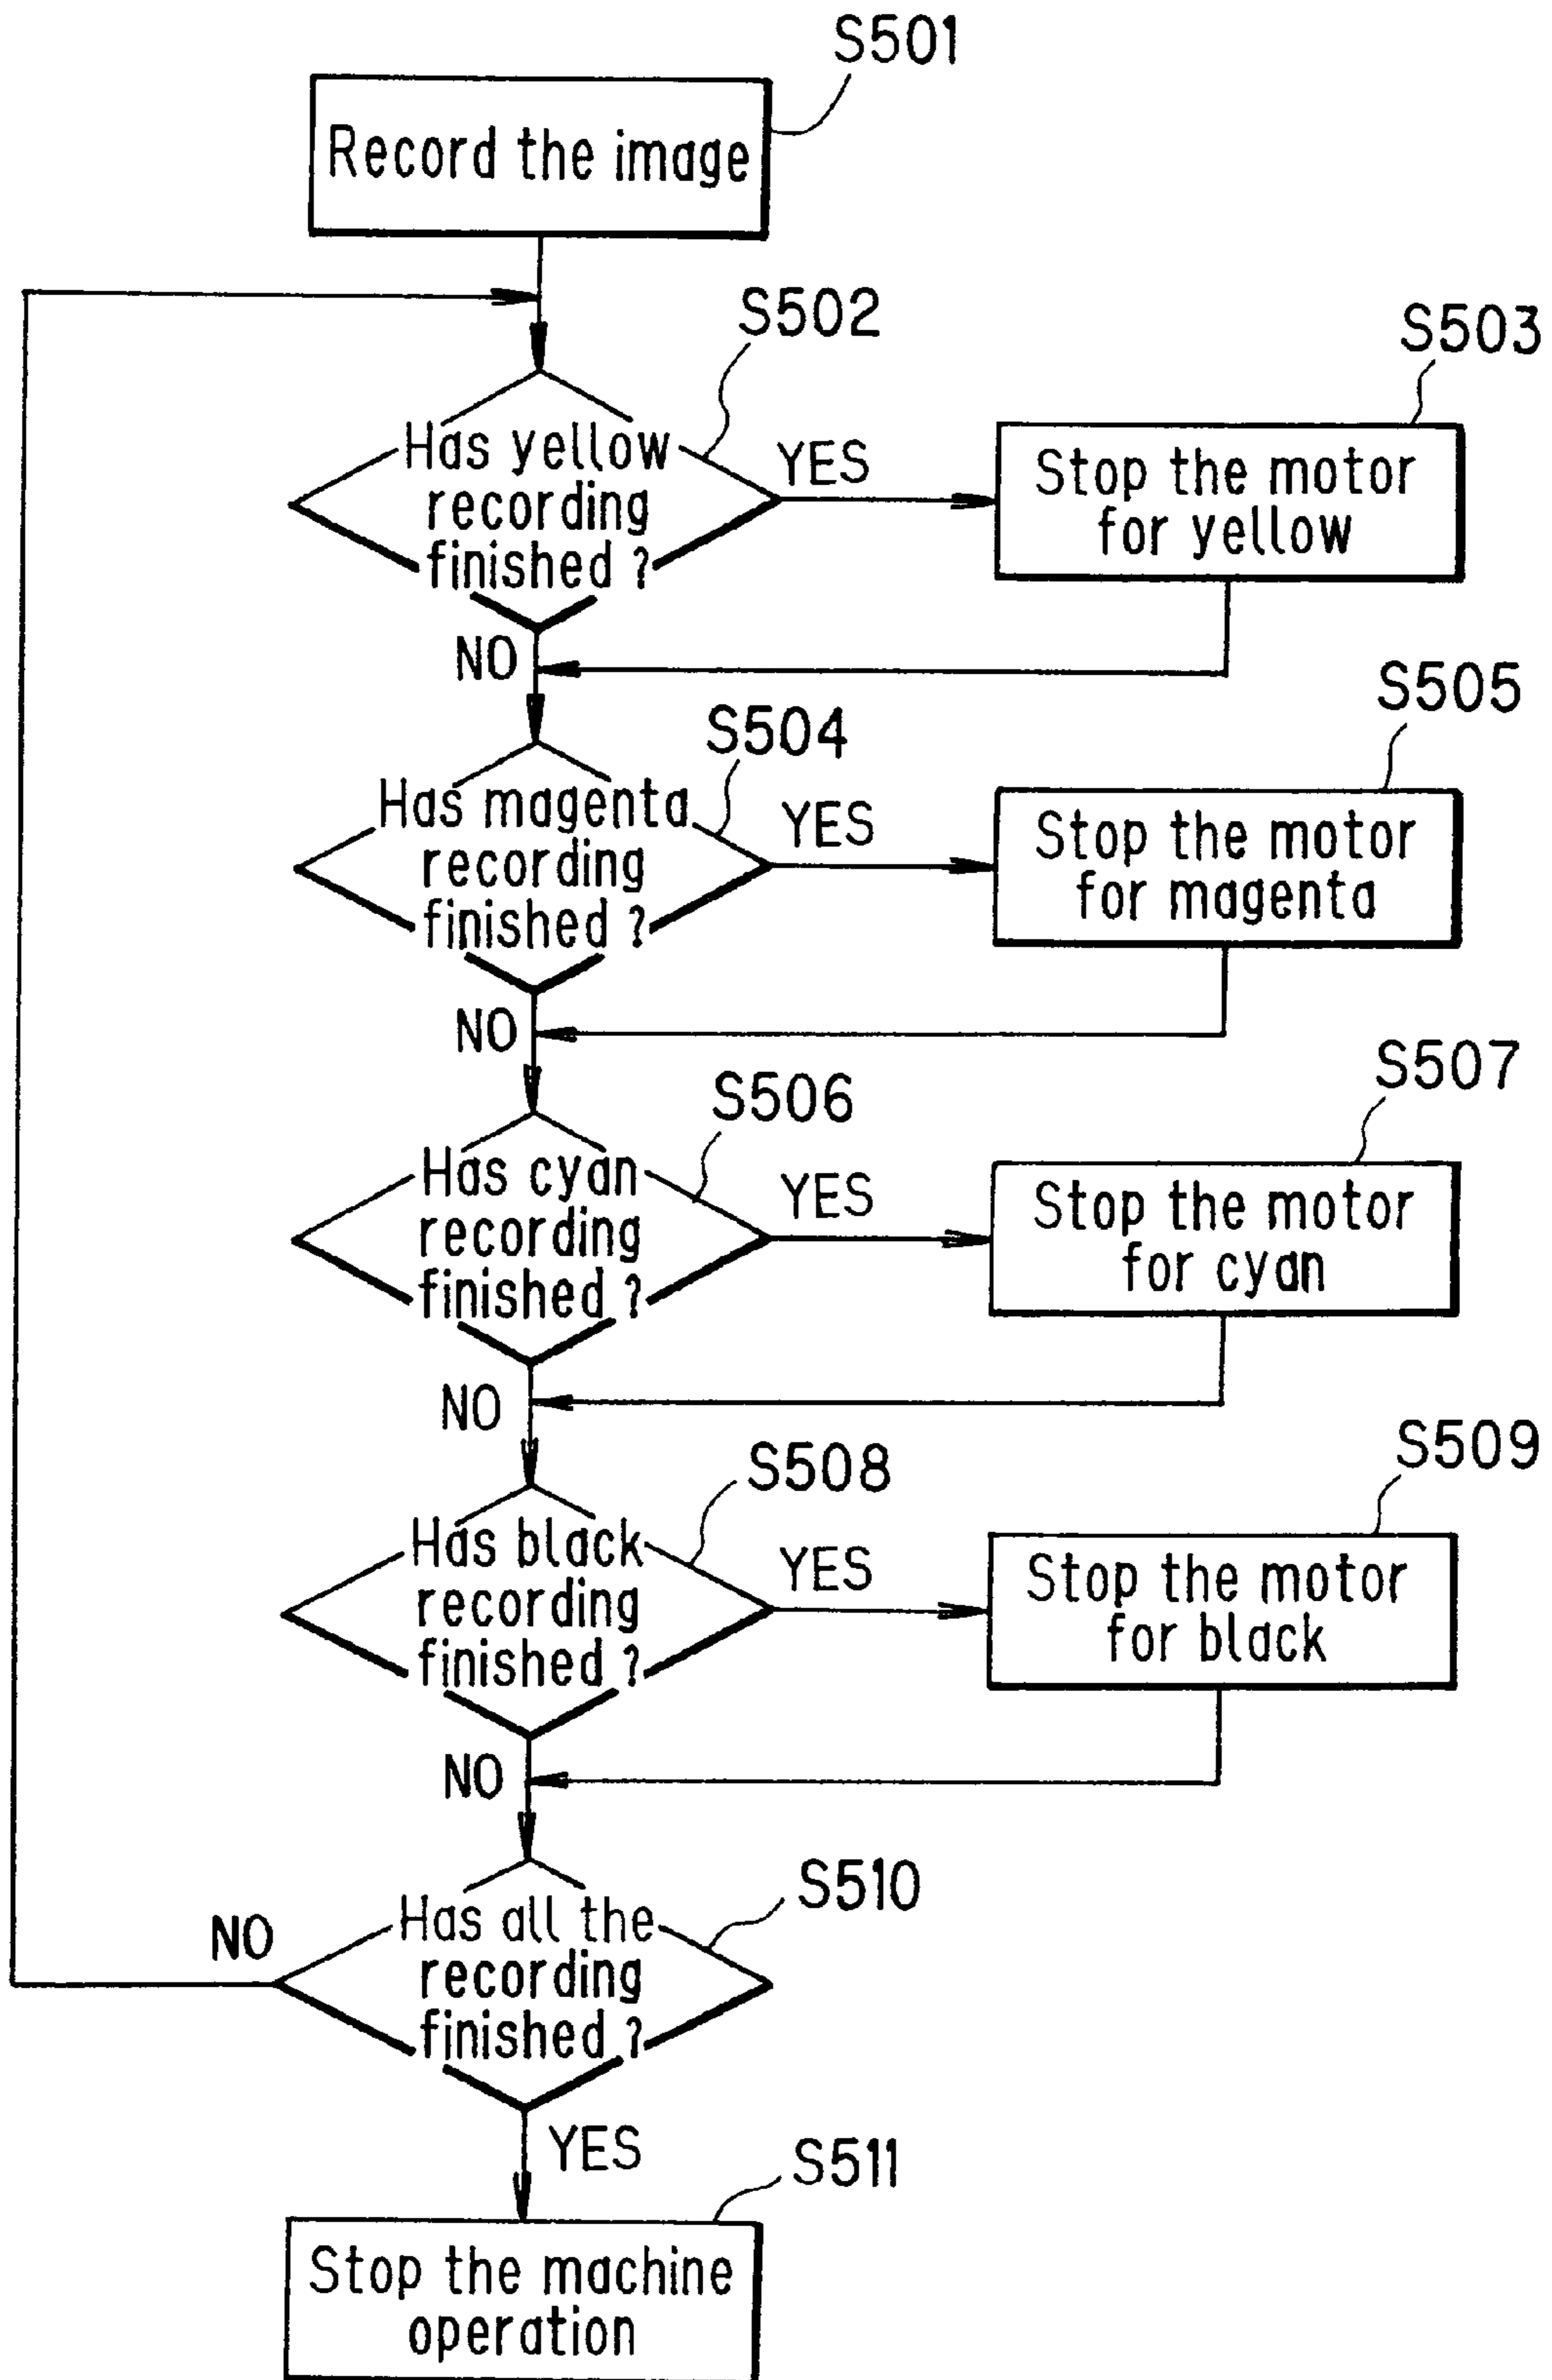 S501
Record the image
S502
S503
Has yellow
recording
finished ?
YES
Stop the motor
for yellow
NO
S504
S505
Has magenta
recording
finished ?
YES
Stop the motor
for magenta
NO
S506
S507
Has cyan
recording
finished ?
YES
Stop the motor
for cyan
NO
S508
S509
Has black
recording
finished ?
YES
Stop the motor
for black
NO
S510
NO
Has all the
recording
finished ?
YES
S511
Stop the machine
operation